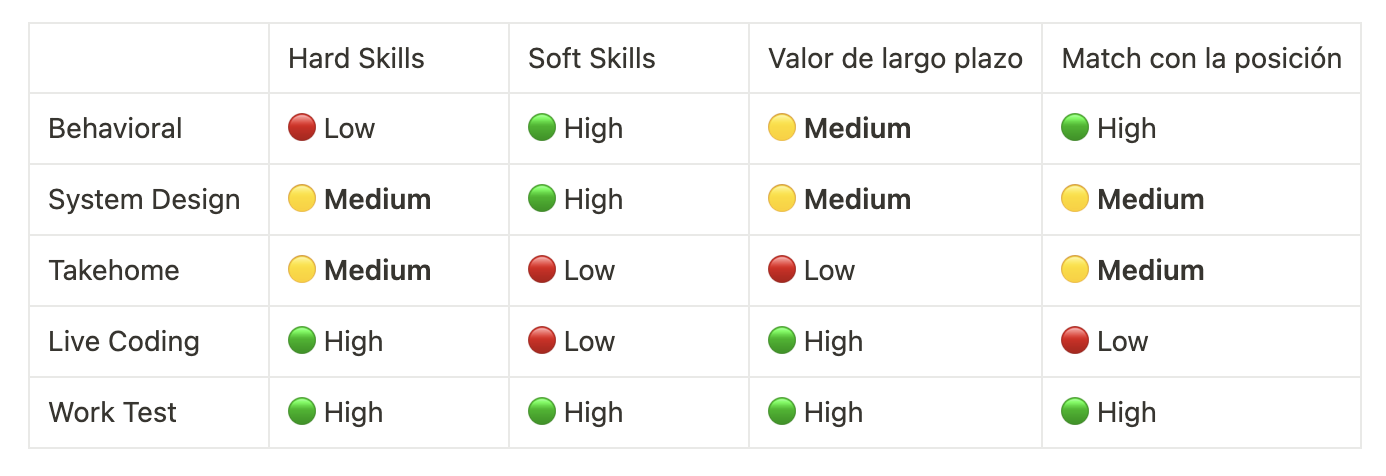 Hard Skills Soft Skills Valor de largo plazo Match con la posición
Behavioral Low High Medium High
System Design Medium High Medium Medium
Takehome Medium Low Low Medium
Live Coding High Low High Low
Work Test High High High High